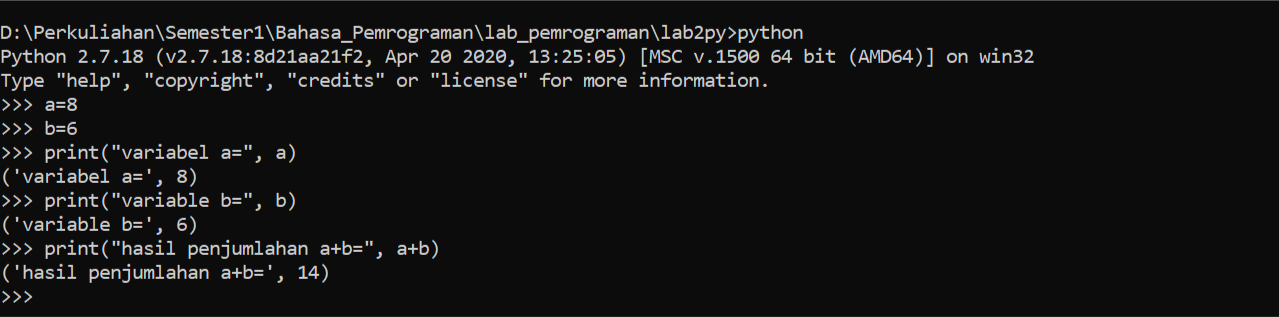 D:\Perkuliahan\Semester1\Bahasa_Pemrograman\lab_pemrograman\lab2py>python
Python 2.7.18 (v2.7.18:8d21aa21f2, Apr 20 2020, 13:25:05) [MSC v.1500 64 bit (AMD64)] on win32
Type "help", "copyright", "credits" or "license" for more information.
>>> a=8
>>> b=6
>>> print("variabel a=", a)
('variabel a=', 8)
>>> print("variable b=", b)
('variable b=', 6)
>>> print("hasil penjumlahan a+b=", a+b)
('hasil penjumlahan a+b=', 14)
>>>